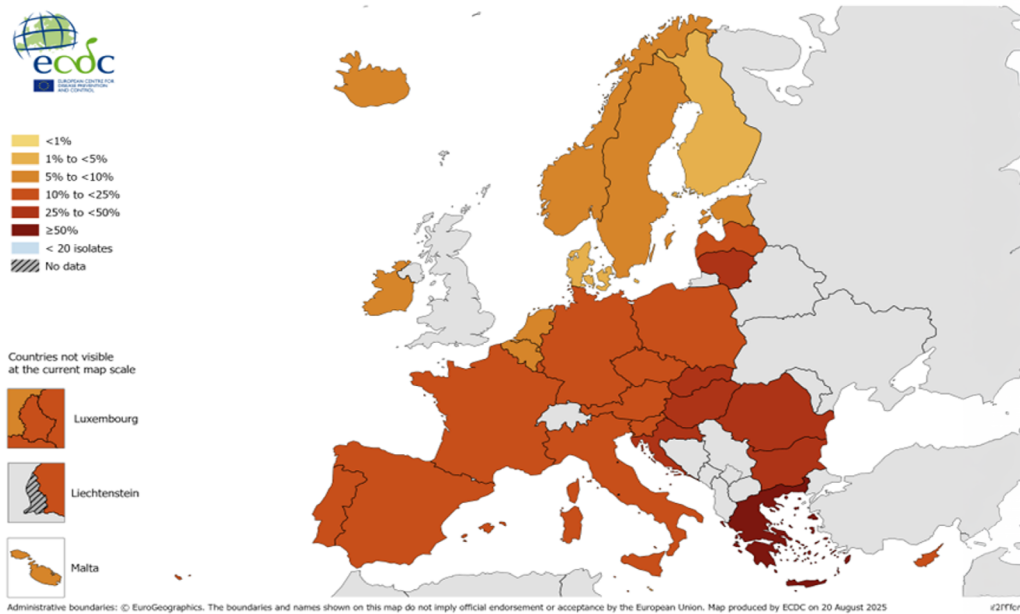 ecdc
EUROPEAN CENTRE FOR
DISEASE PREVENTION
AND CONTROL
<1%
1% to <5%
5% to <10%
10% to <25%
25% to <50%
≥50%
< 20 isolates
No data
Countries not visible
at the current map scale
Luxembourg
Liechtenstein
Malta
Administrative boundaries: © EuroGeographics. The boundaries and names shown on this map do not imply official endorsement or acceptance by the European Union. Map produced by ECDC on 20 August 2025